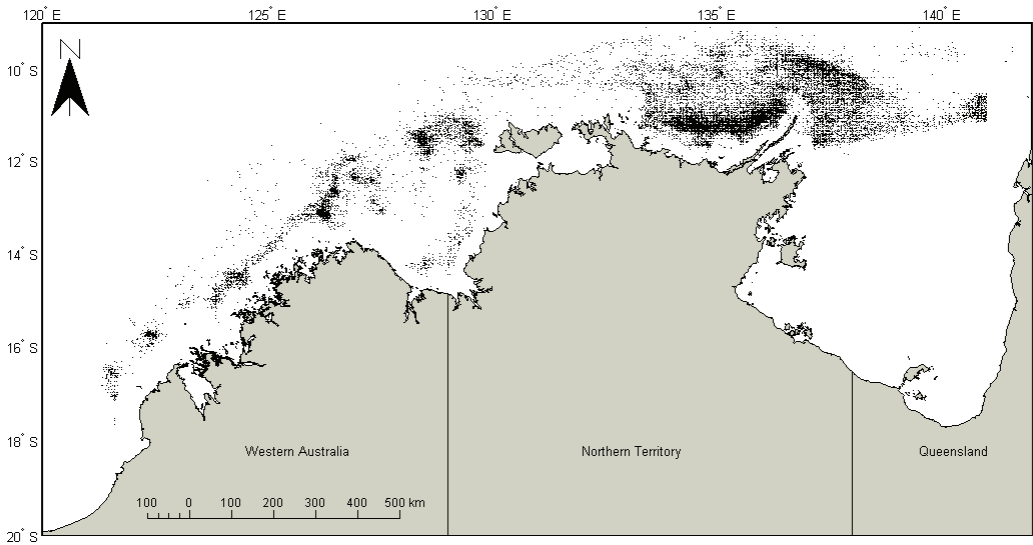 120° E 125° E 130° E 135° E 140° E
N
10° S
12° S
14° S
16° S
18° S
Western Australia Northern Territory Queensland
100 0 100 200 300 400 500 km
20° S